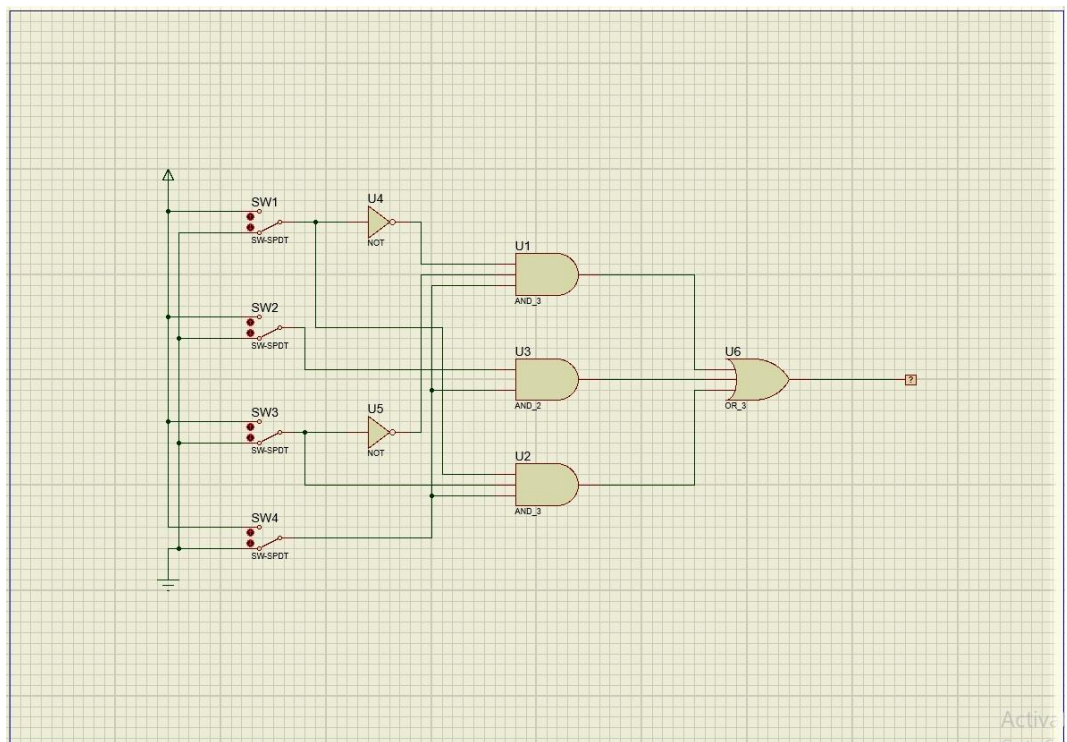 SW1
SW-SPDT
U4
NOT
U1
AND_3
SW2
SW-SPDT
U3
AND_2
U6
OR_3
?
SW3
SW-SPDT
U5
NOT
U2
AND_3
SW4
SW-SPDT
Activa